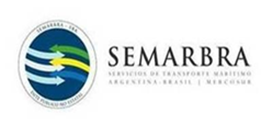 SEMARBRA
SERVICIOS DE TRANSPORTE MARÍTIMO
ARGENTINA-BRASIL | MERCOSUR